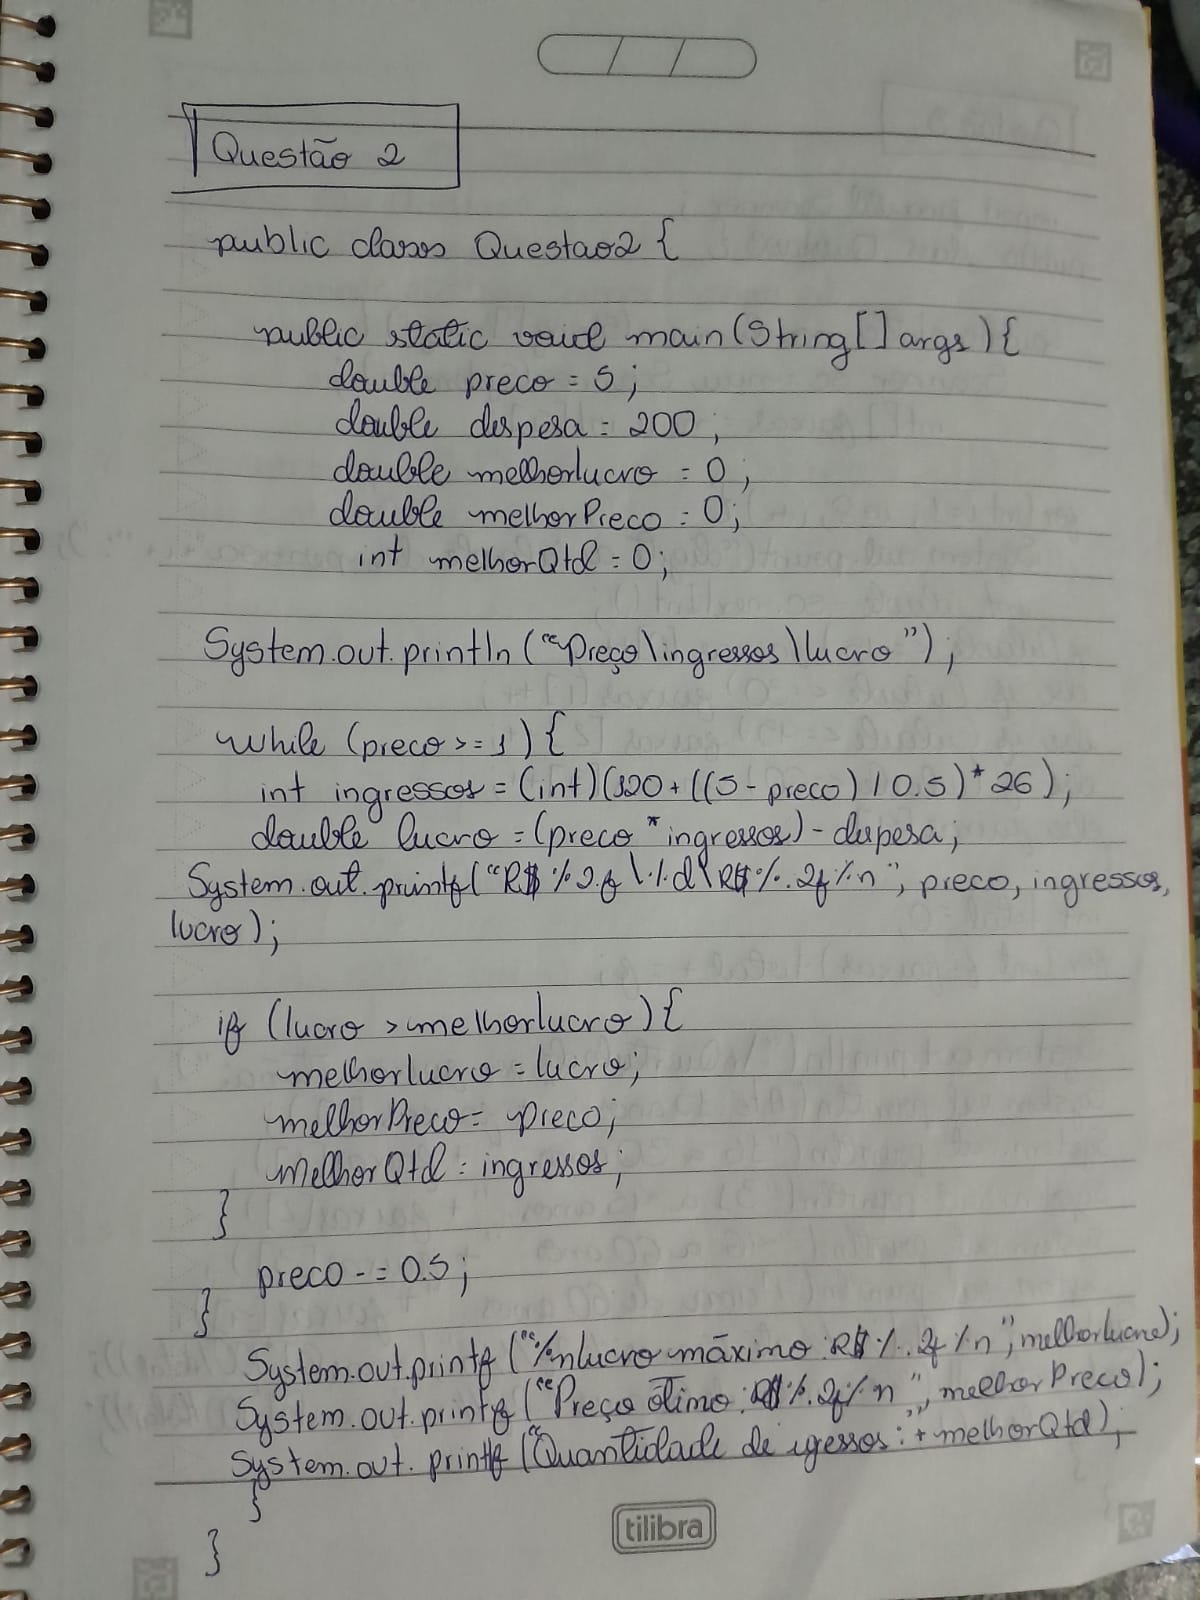 Questão 2
public class Questao2 {
public static void main(String[] args){
double preco = 5;
double despesa = 200;
double melhorlucro = 0;
double melhorPreco = 0;
int melhorQtd = 0;
System.out.println ("Preço\ingressos\lucro");
while (preco >= 1) {
int ingressos = (int)(120 + ((5 - preco) / 0.5) * 26);
double lucro = (preco * ingressos) - despesa;
System.out.printf("R$ %2.f \%d\R$%.2f%n", preco, ingressos,
lucro);
if (lucro > melhorlucro) {
melhorlucro = lucro;
melhorPreco = preco;
melhorQtd = ingressos;
}
preco -= 0.5;
}
System.out.printf ("%nlucro máximo: R$ %.2f %n", melhorlucro);
System.out.printf ("Preço ótimo: R$%.2f%n", melhorPreco);
System.out.printf ("Quantidade de igessos:"+ melhorQtd);
}
}
tilibra